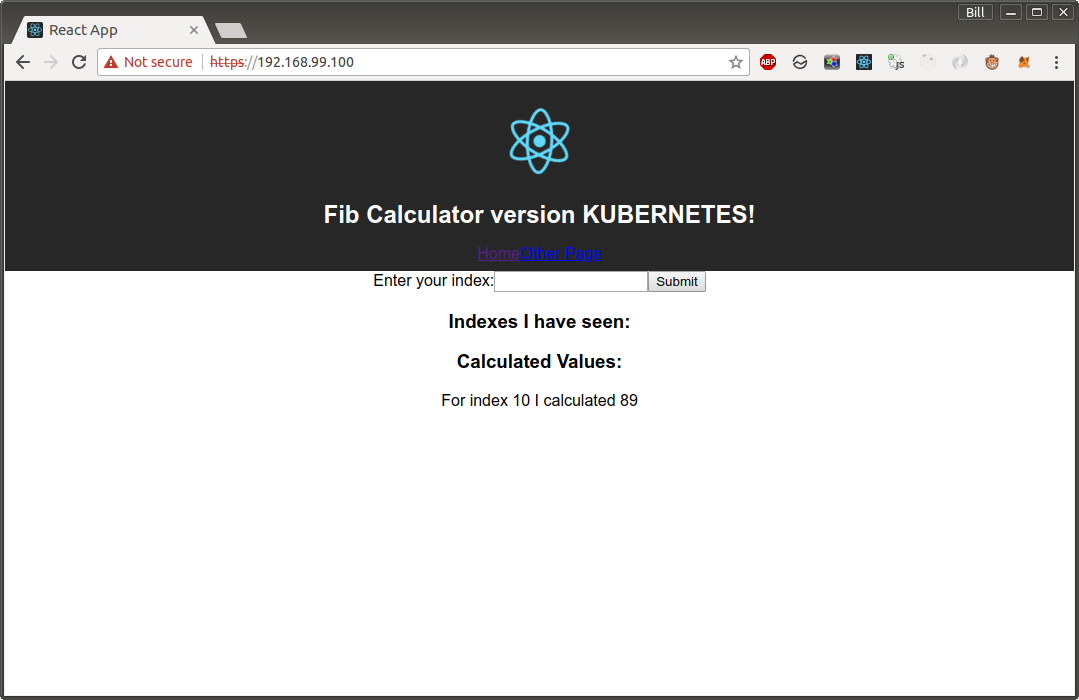 Bill
React App
Not secure https://192.168.99.100
ABP
js
Fib Calculator version KUBERNETES!
HomeOther Page
Enter your index: Submit
Indexes I have seen:
Calculated Values:
For index 10 I calculated 89